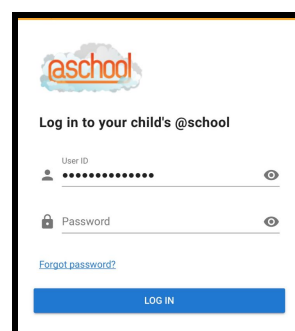 @school
Log in to your child's @school
User ID
••••••••••••••
Password
Forgot password?
LOG IN